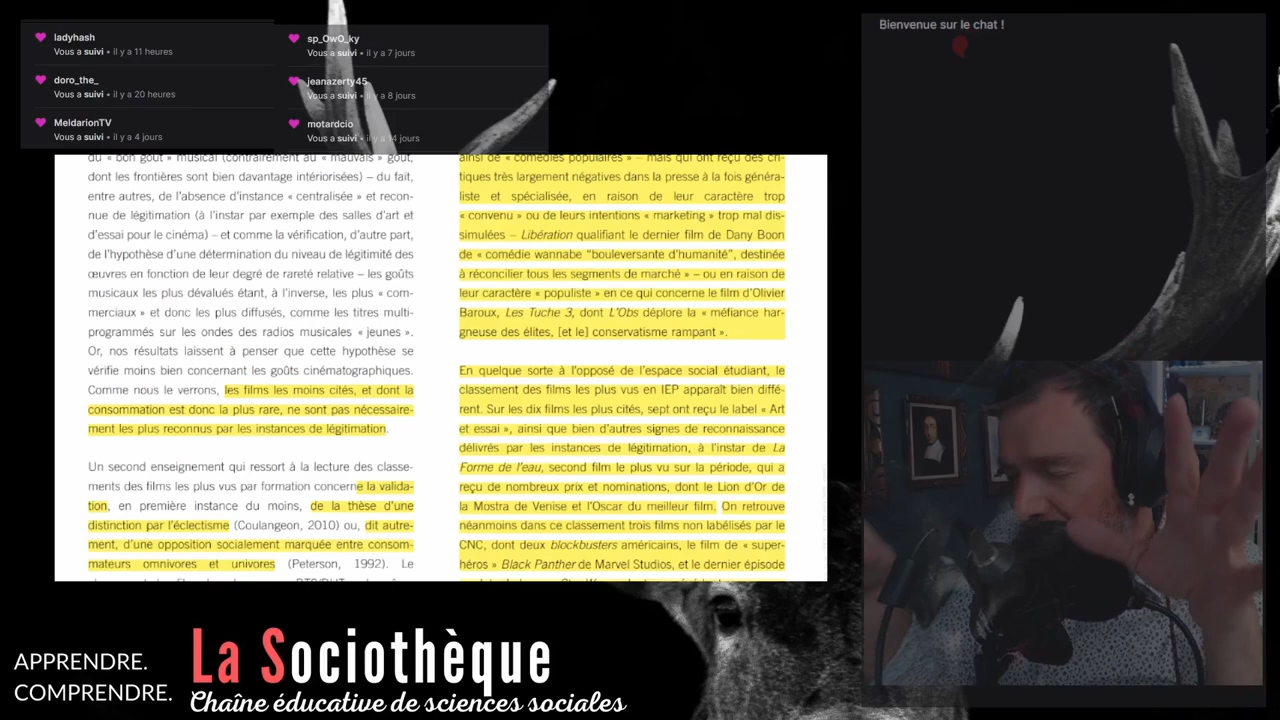 ladyhash
Vous a suivi • il y a 11 heures
doro_the_
Vous a suivi • il y a 20 heures
MeldarionTV
Vous a suivi • il y a 4 jours
sp_OwO_ky
Vous a suivi • il y a 7 jours
jeanazerty45
Vous a suivi • il y a 8 jours
motardcio
Vous a suivi • il y a 14 jours
Bienvenue sur le chat !
du « bon goût » musical (contrairement au « mauvais » goût,
dont les frontières sont bien davantage intériorisées) – du fait,
entre autres, de l'absence d'instance « centralisée » et recon-
nue de légitimation (à l'instar par exemple des salles d'art et
d'essai pour le cinéma) – et comme la vérification, d'autre part,
de l'hypothèse d'une détermination du niveau de légitimité des
œuvres en fonction de leur degré de rareté relative – les goûts
musicaux les plus dévalués étant, à l'inverse, les plus « com-
merciaux » et donc les plus diffusés, comme les titres multi-
programmés sur les ondes des radios musicales « jeunes ».
Or, nos résultats laissent à penser que cette hypothèse se
vérifie moins bien concernant les goûts cinématographiques.
Comme nous le verrons, les films les moins cités, et dont la
consommation est donc la plus rare, ne sont pas nécessaire-
ment les plus reconnus par les instances de légitimation.
Un second enseignement qui ressort à la lecture des classe-
ments des films les plus vus par formation concerne la valida-
tion, en première instance du moins, de la thèse d'une
distinction par l'éclectisme (Coulangeon, 2010) ou, dit autre-
ment, d'une opposition socialement marquée entre consom-
mateurs omnivores et univores (Peterson, 1992). Le
ainsi de « comédies populaires » – mais qui ont reçu des cri-
tiques très largement négatives dans la presse à la fois généra-
liste et spécialisée, en raison de leur caractère trop
« convenu » ou de leurs intentions « marketing » trop mal dis-
simulées – Libération qualifiant le dernier film de Dany Boon
de « comédie wannabe “bouleversante d'humanité”, destinée
à réconcilier tous les segments de marché » – ou en raison de
leur caractère « populiste » en ce qui concerne le film d'Olivier
Baroux, Les Tuche 3, dont L'Obs déplore la « méfiance har-
gneuse des élites, [et le] conservatisme rampant ».
En quelque sorte à l'opposé de l'espace social étudiant, le
classement des films les plus vus en IEP apparaît bien diffé-
rent. Sur les dix films les plus cités, sept ont reçu le label « Art
et essai », ainsi que bien d'autres signes de reconnaissance
délivrés par les instances de légitimation, à l'instar de La
Forme de l'eau, second film le plus vu sur la période, qui a
reçu de nombreux prix et nominations, dont le Lion d'Or de
la Mostra de Venise et l'Oscar du meilleur film. On retrouve
néanmoins dans ce classement trois films non labélisés par le
CNC, dont deux blockbusters américains, le film de « super-
héros » Black Panther de Marvel Studios, et le dernier épisode
APPRENDRE.
COMPRENDRE.
La Sociothèque
Chaîne éducative de sciences sociales